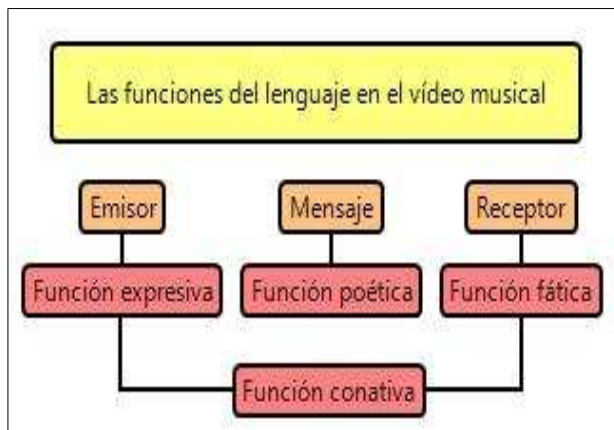 Las funciones del lenguaje en el vídeo musical
Emisor
Mensaje
Receptor
Función expresiva
Función poética
Función fática
Función conativa